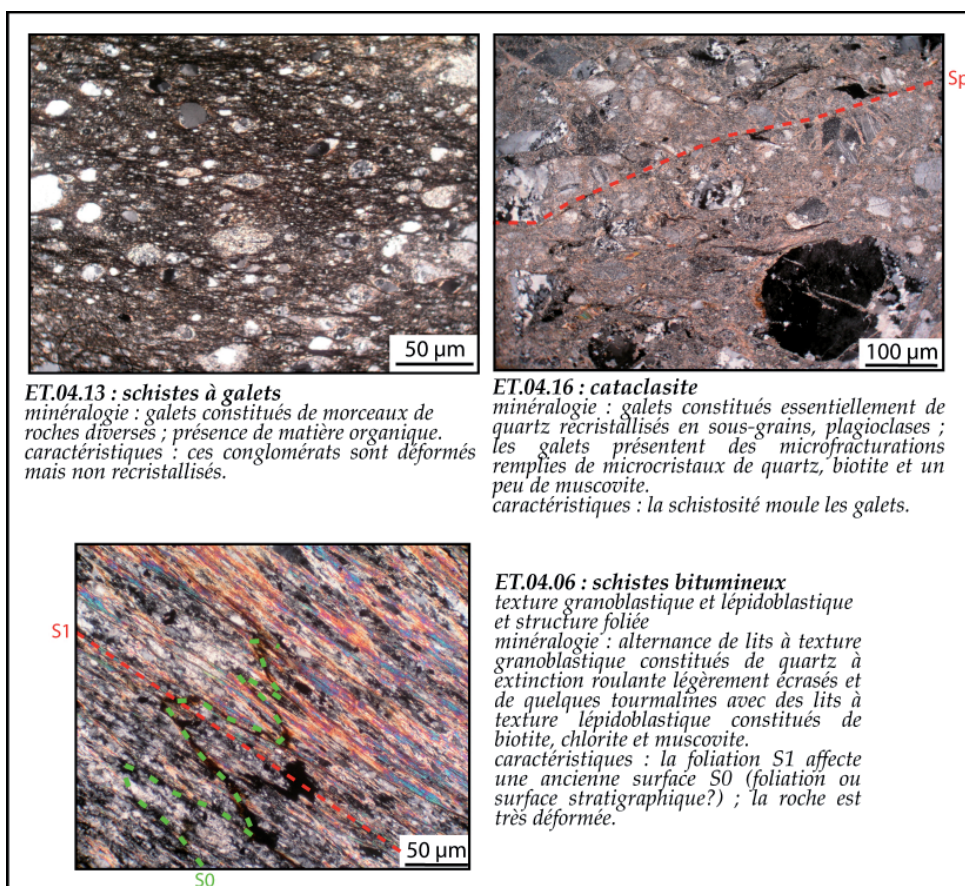 Sp
50 µm
100 µm
ET.04.13 : schistes à galets
minéralogie : galets constitués de morceaux de
roches diverses ; présence de matière organique.
caractéristiques : ces conglomérats sont déformés
mais non recristallisés.
ET.04.16 : cataclasite
minéralogie : galets constitués essentiellement de
quartz recristallisés en sous-grains, plagioclases ;
les galets présentent des microfracturations
remplies de microcristaux de quartz, biotite et un
peu de muscovite.
caractéristiques : la schistosité moule les galets.
S1
50 µm
S0
ET.04.06 : schistes bitumineux
texture granoblastique et lépidoblastique
et structure foliée
minéralogie : alternance de lits à texture
granoblastique constitués de quartz à
extinction roulante légèrement écrasés et
de quelques tourmalines avec des lits à
texture lépidoblastique constitués de
biotite, chlorite et muscovite.
caractéristiques : la foliation S1 affecte
une ancienne surface S0 (foliation ou
surface stratigraphique?) ; la roche est
très déformée.